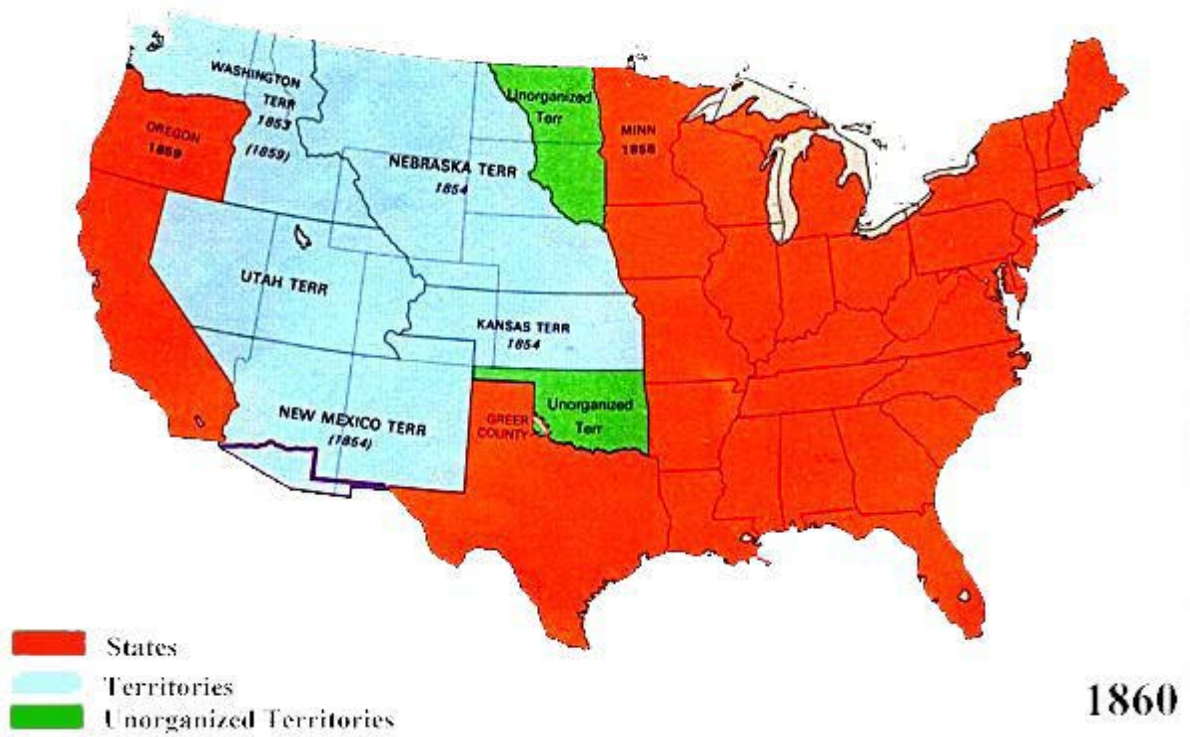 WASHINGTON
TERR
1853
(1859)
OREGON
1859
NEBRASKA TERR
1854
Unorganized
Terr
MINN
1858
UTAH TERR
KANSAS TERR
1854
NEW MEXICO TERR
(1854)
GREER
COUNTY
Unorganized
Terr
States
Territories
Unorganized Territories
1860